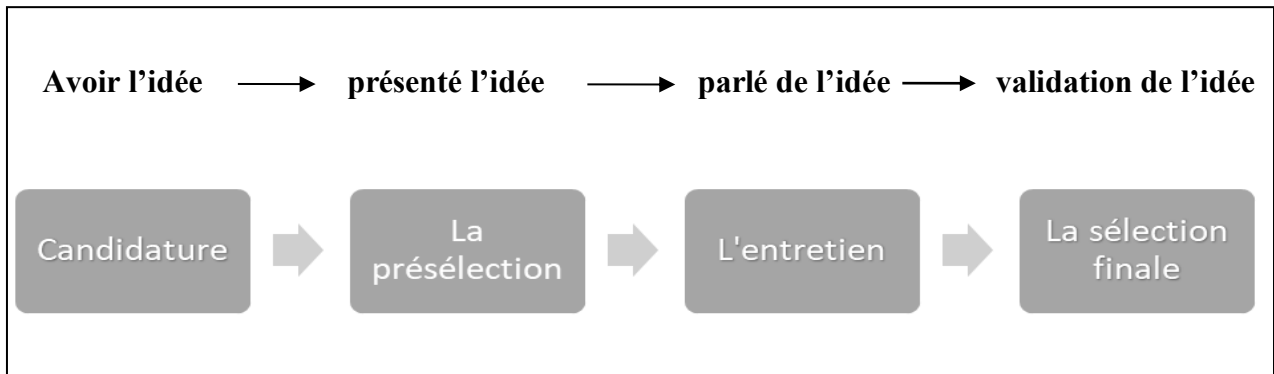 Avoir l’idée présenté l’idée parlé de l’idée validation de l’idée
Candidature
La
présélection
L'entretien
La sélection
finale